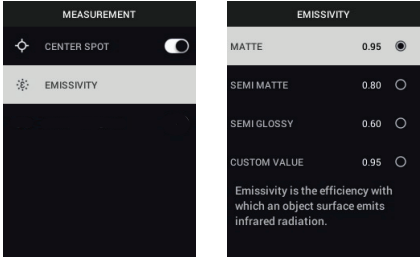 MEASUREMENT
CENTER SPOT
EMISSIVITY
EMISSIVITY
MATTE 0.95
SEMI MATTE 0.80
SEMI GLOSSY 0.60
CUSTOM VALUE 0.95
Emissivity is the efficiency with
which an object surface emits
infrared radiation.